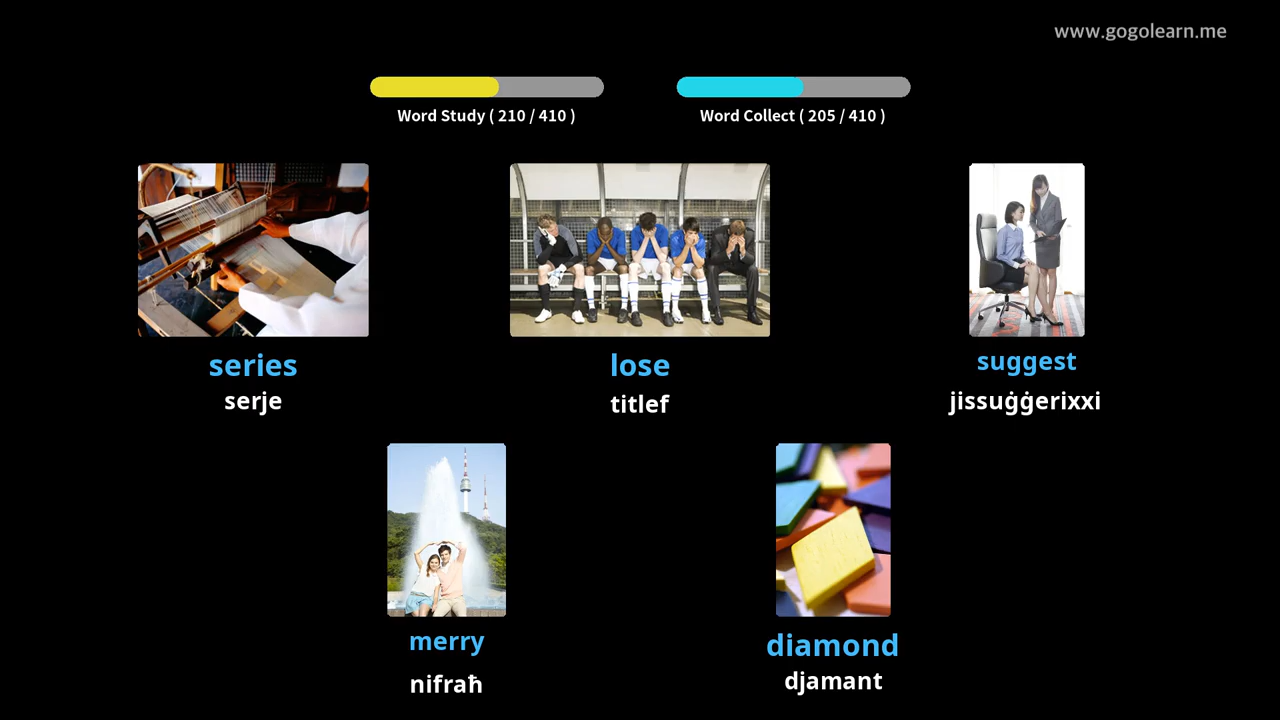 www.gogolearn.me
Word Study ( 210 / 410 )
Word Collect ( 205 / 410 )
series
serje
lose
titlef
suggest
jissuġġerixxi
merry
nifraħ
diamond
djamant